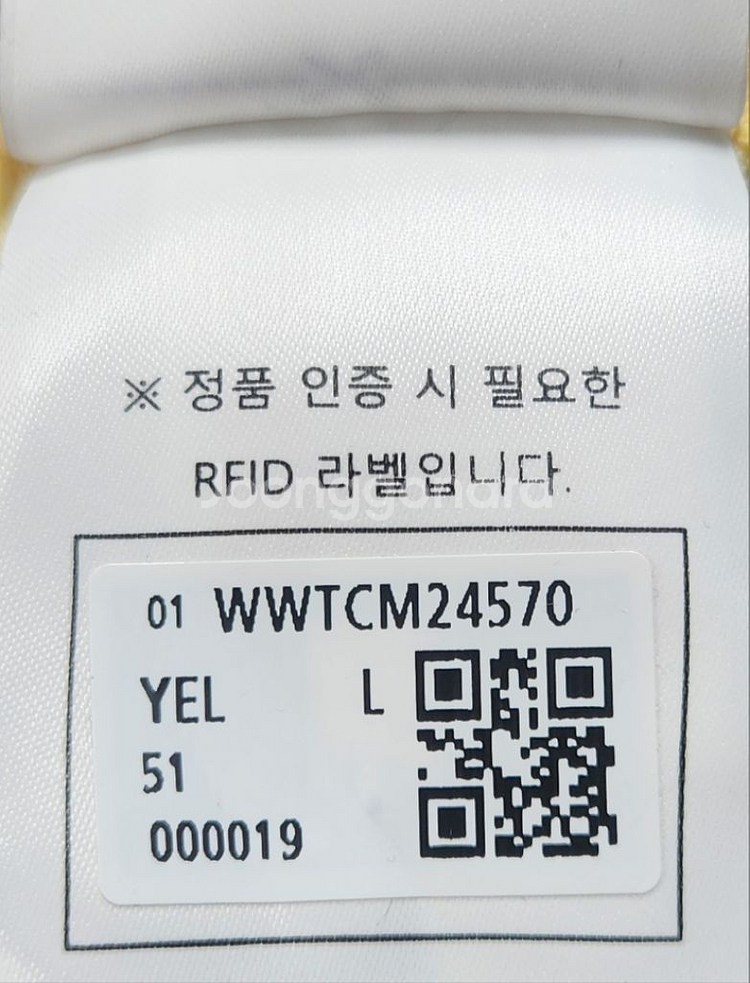 ※ 정품 인증 시 필요한
RFID 라벨입니다.
Joonggonara
01 WWTCM24570
YEL L
51
000019